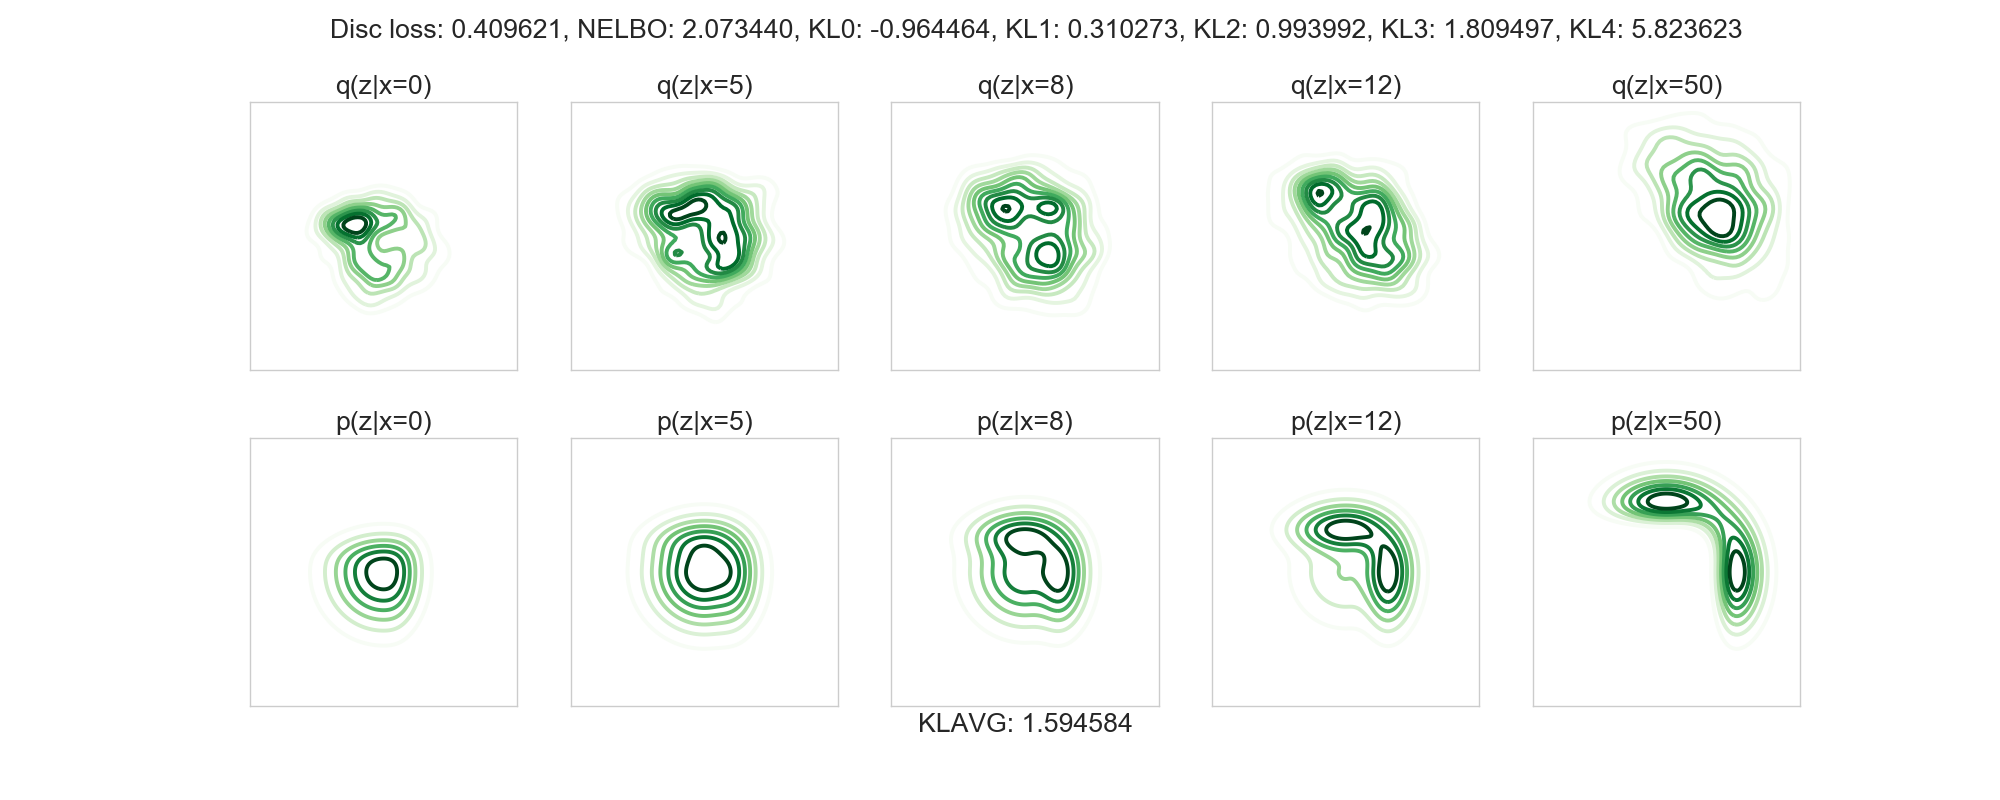 Disc loss: 0.409621, NELBO: 2.073440, KL0: -0.964464, KL1: 0.310273, KL2: 0.993992, KL3: 1.809497, KL4: 5.823623
q(z|x=0) q(z|x=5) q(z|x=8) q(z|x=12) q(z|x=50)
p(z|x=0) p(z|x=5) p(z|x=8) p(z|x=12) p(z|x=50)
KLAVG: 1.594584